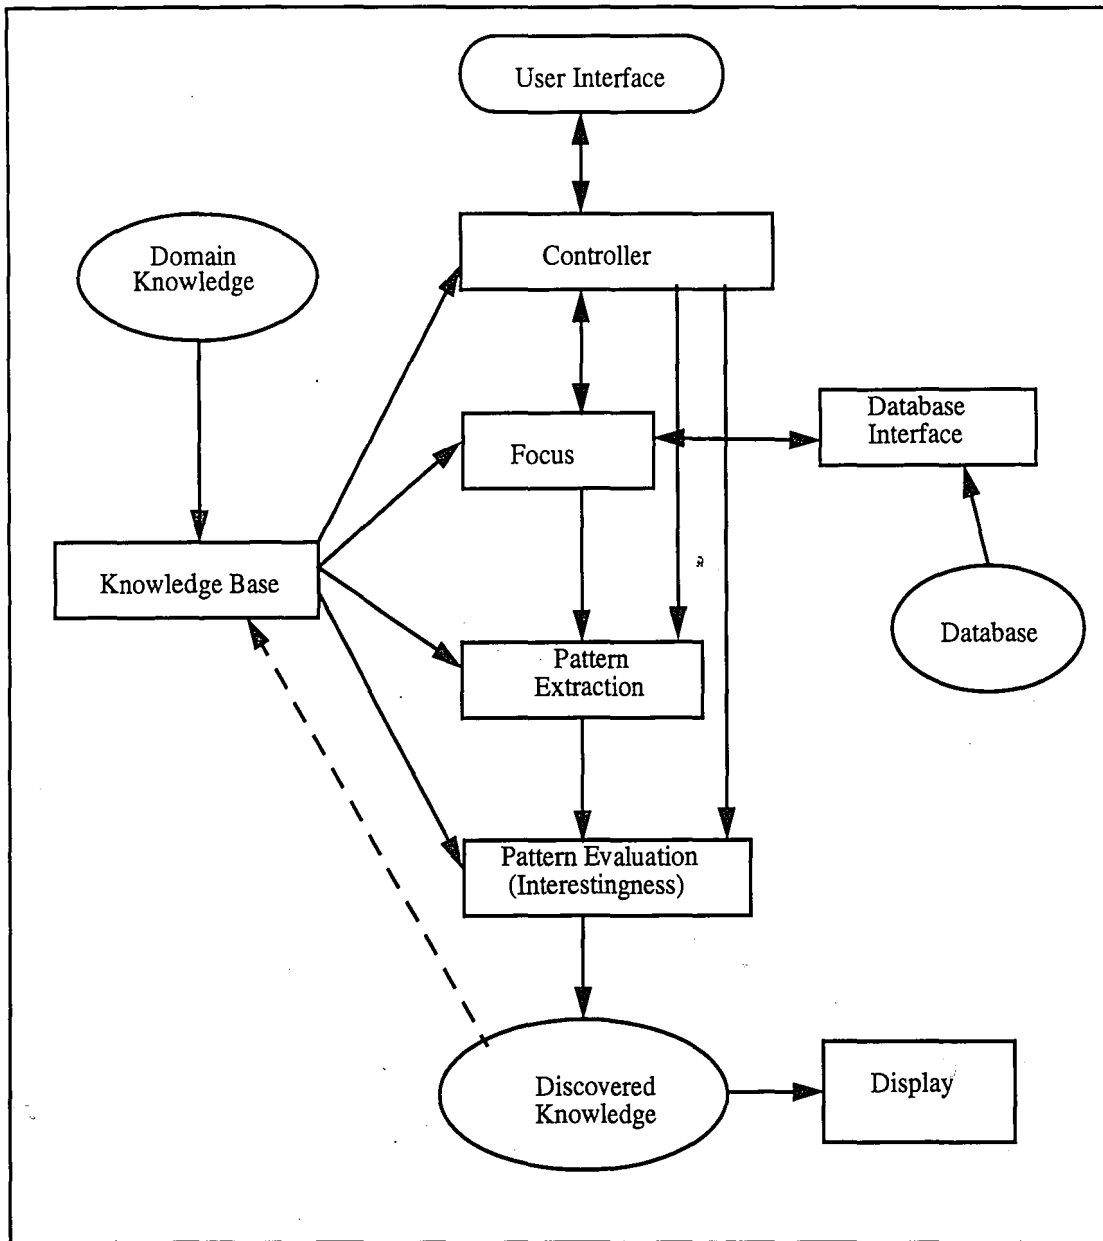 User Interface
Controller
Domain
Knowledge
Database
Interface
Focus
Knowledge Base
Database
Pattern
Extraction
Pattern Evaluation
(Interestingness)
Discovered
Knowledge
Display